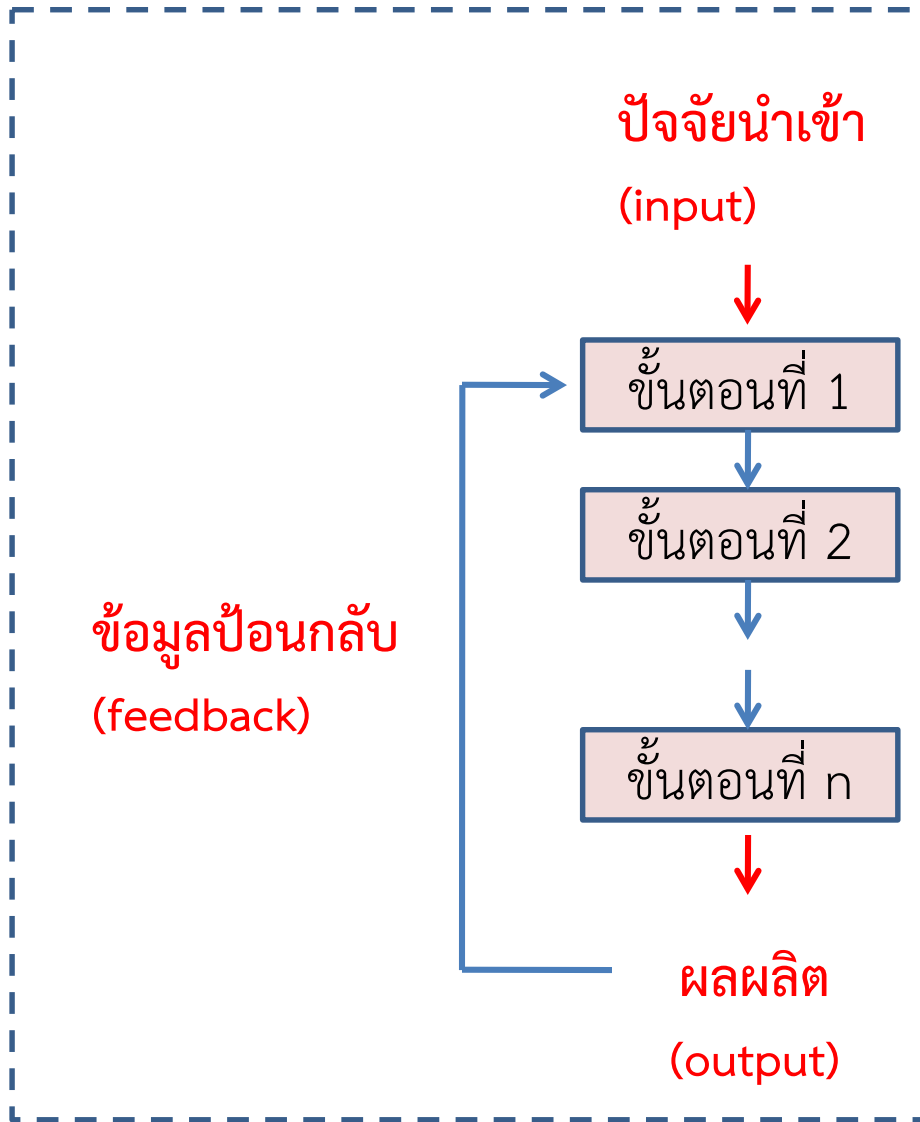 ปัจจัยนำเข้า
(input)
ขั้นตอนที่ 1
ขั้นตอนที่ 2
ข้อมูลป้อนกลับ
(feedback)
ขั้นตอนที่ n
ผลผลิต
(output)